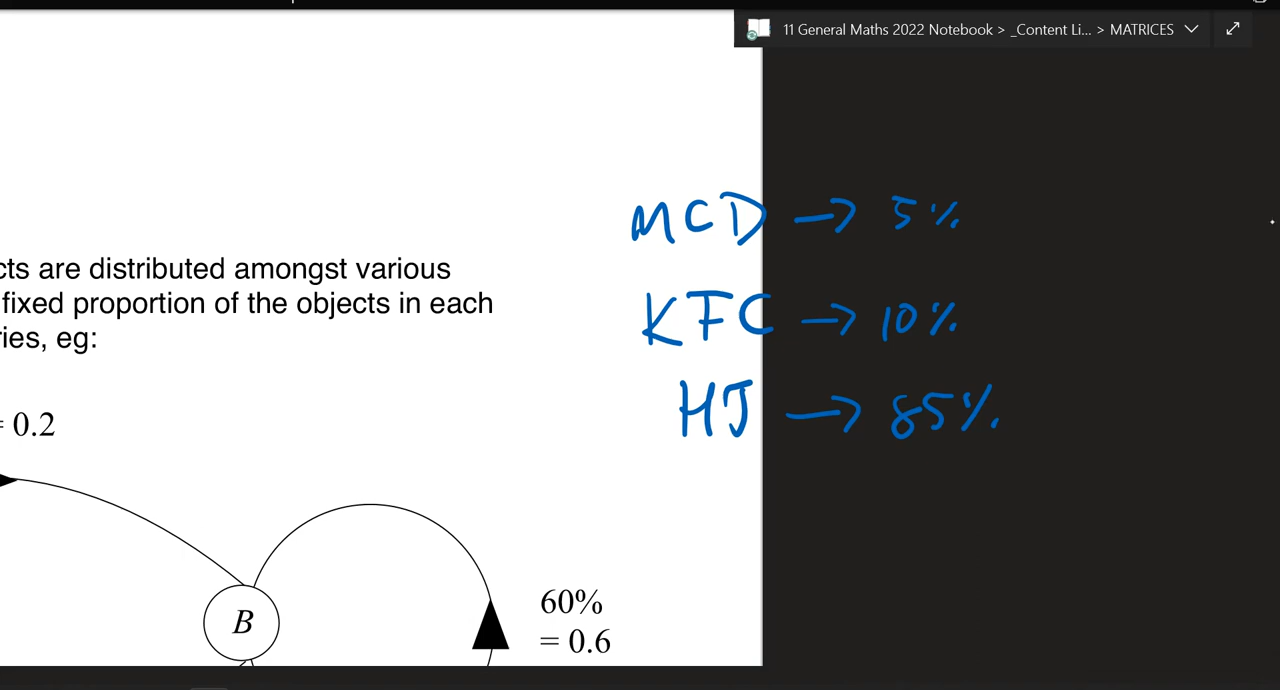 11 General Maths 2022 Notebook > _Content Li... > MATRICES
MCD → 5%
cts are distributed amongst various
KFC → 10%
fixed proportion of the objects in each
ries, eg:
HJ → 85%
= 0.2
B
60%
= 0.6